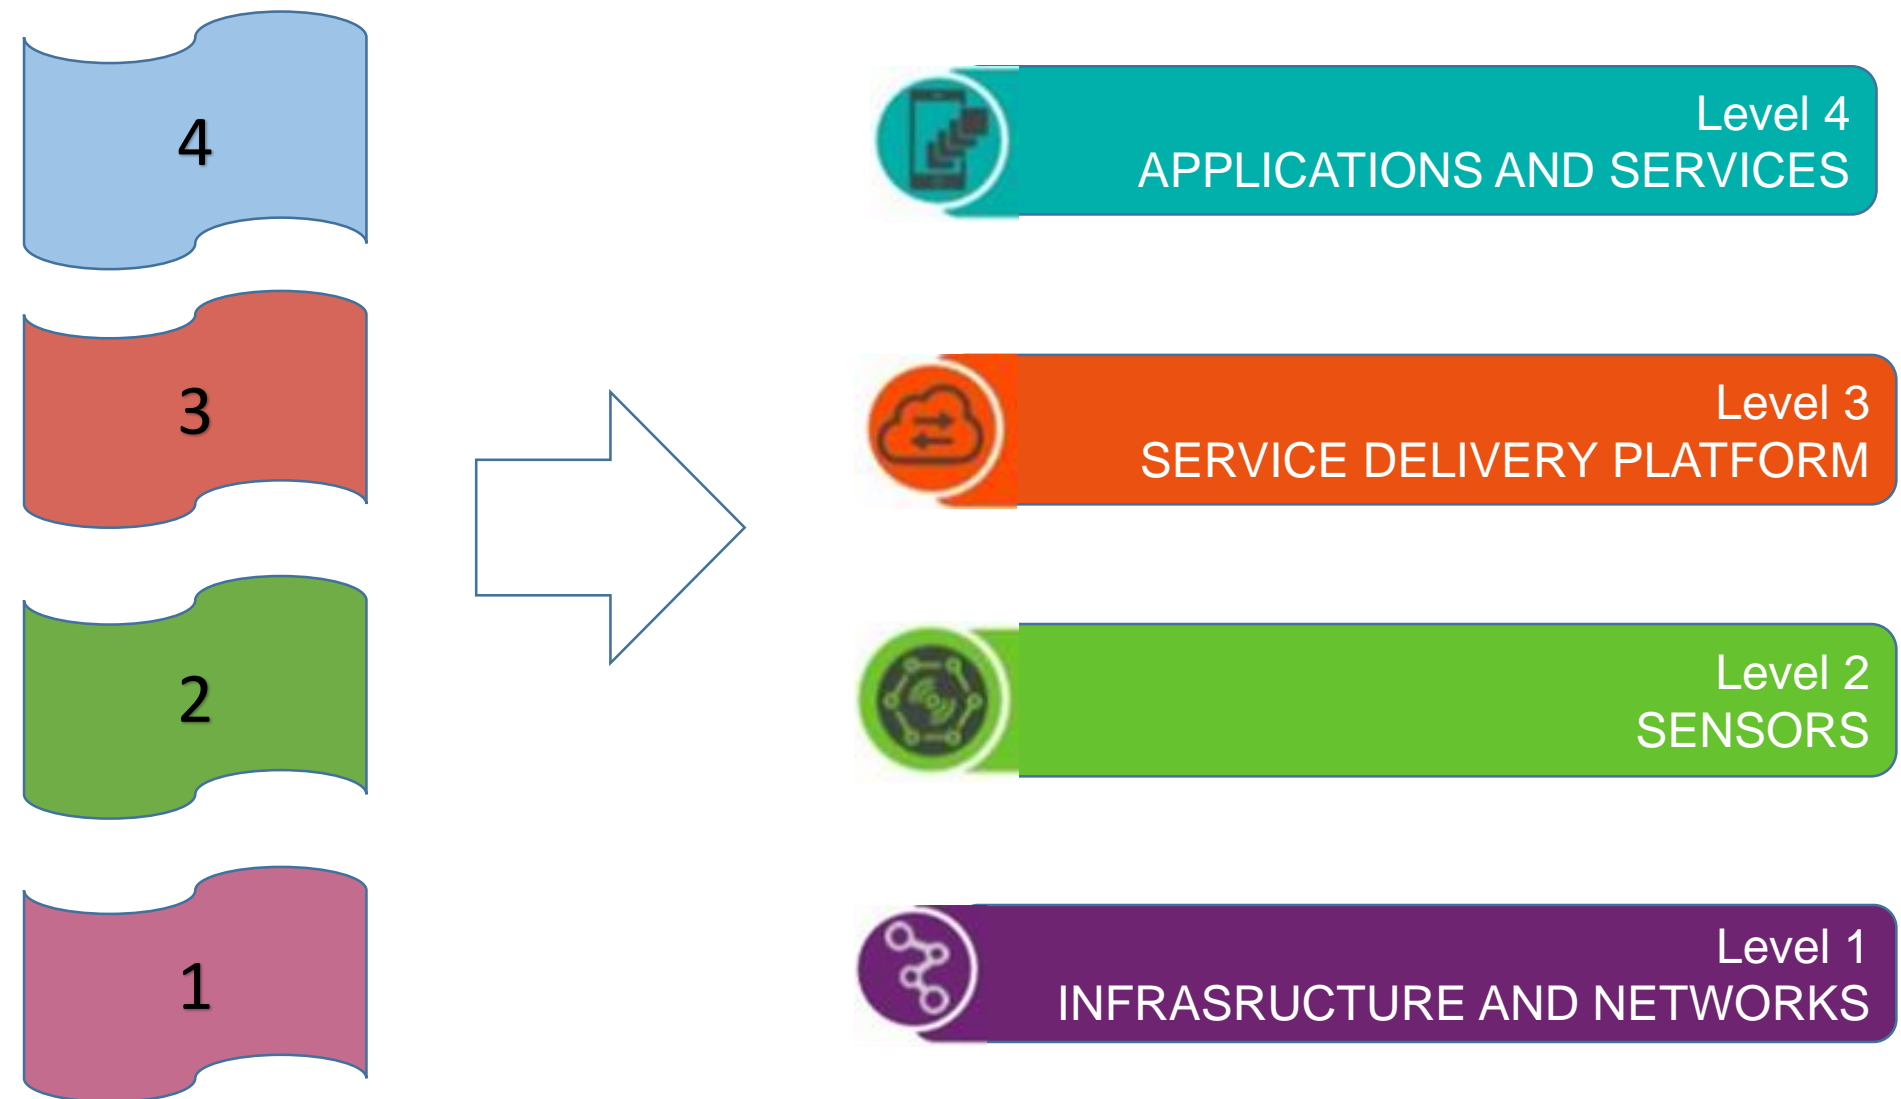 4
Level 4
APPLICATIONS AND SERVICES
3
Level 3
SERVICE DELIVERY PLATFORM
2
Level 2
SENSORS
1
Level 1
INFRASRUCTURE AND NETWORKS